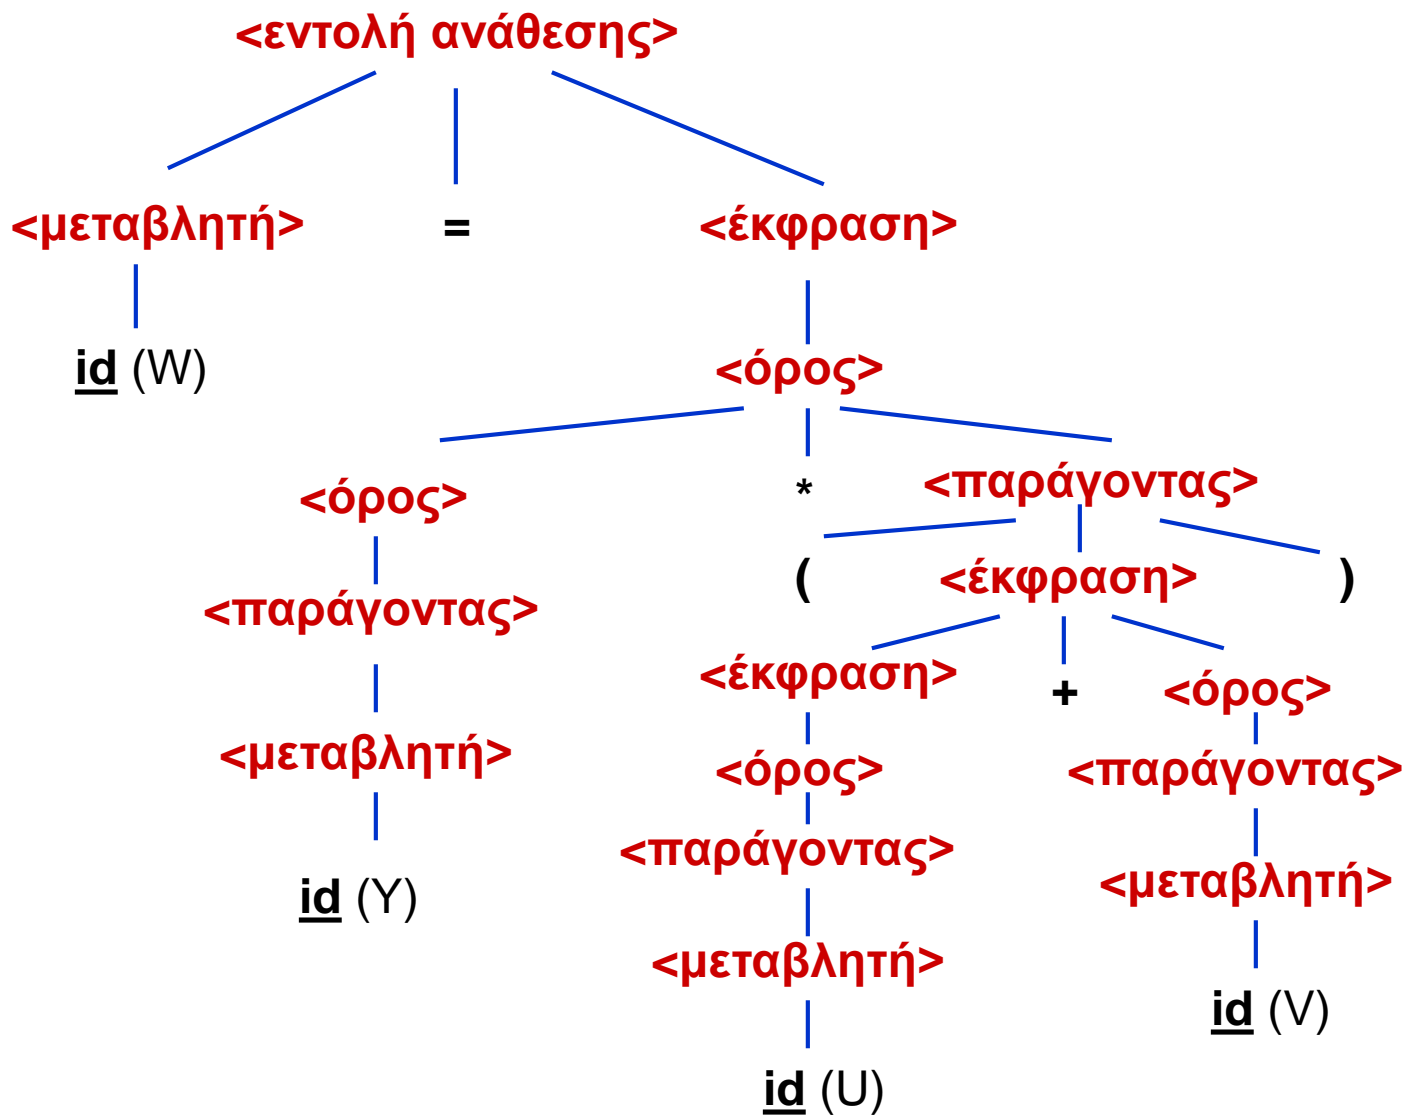 <εντολή ανάθεσης>
<μεταβλητή> = <έκφραση>
id (W)
<όρος>
<όρος> * <παράγοντας>
( <έκφραση> )
<παράγοντας>
<έκφραση> + <όρος>
<μεταβλητή>
<όρος> <παράγοντας>
<παράγοντας>
id (Y) <μεταβλητή>
<μεταβλητή>
id (V)
id (U)